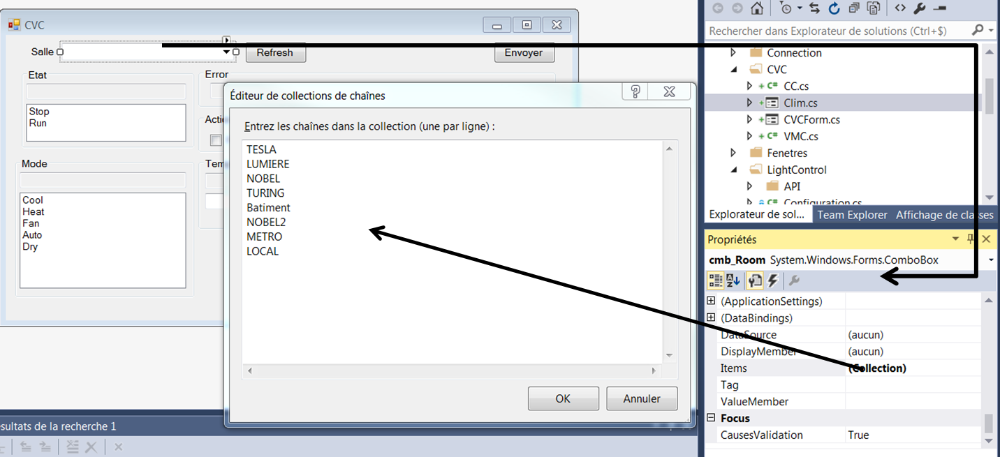 CVC
Salle
Refresh
Envoyer
Etat
Stop
Run
Error
Mode
Cool
Heat
Fan
Auto
Dry
Éditeur de collections de chaînes
Entrez les chaînes dans la collection (une par ligne) :
TESLA
LUMIERE
NOBEL
TURING
Batiment
NOBEL2
METRO
LOCAL
OK
Annuler
sultats de la recherche 1
Rechercher dans Explorateur de solutions (Ctrl+$)
Connection
CVC
C# CC.cs
Clim.cs
CVCForm.cs
C# VMC.cs
Fenetres
LightControl
API
C# Configuration.cs
Explorateur de sol... Team Explorer Affichage de classes
Propriétés
cmb_Room System.Windows.Forms.ComboBox
(ApplicationSettings)
(DataBindings)
DataSource (aucun)
DisplayMember (aucun)
Items (Collection)
Tag
ValueMember
Focus
CausesValidation True